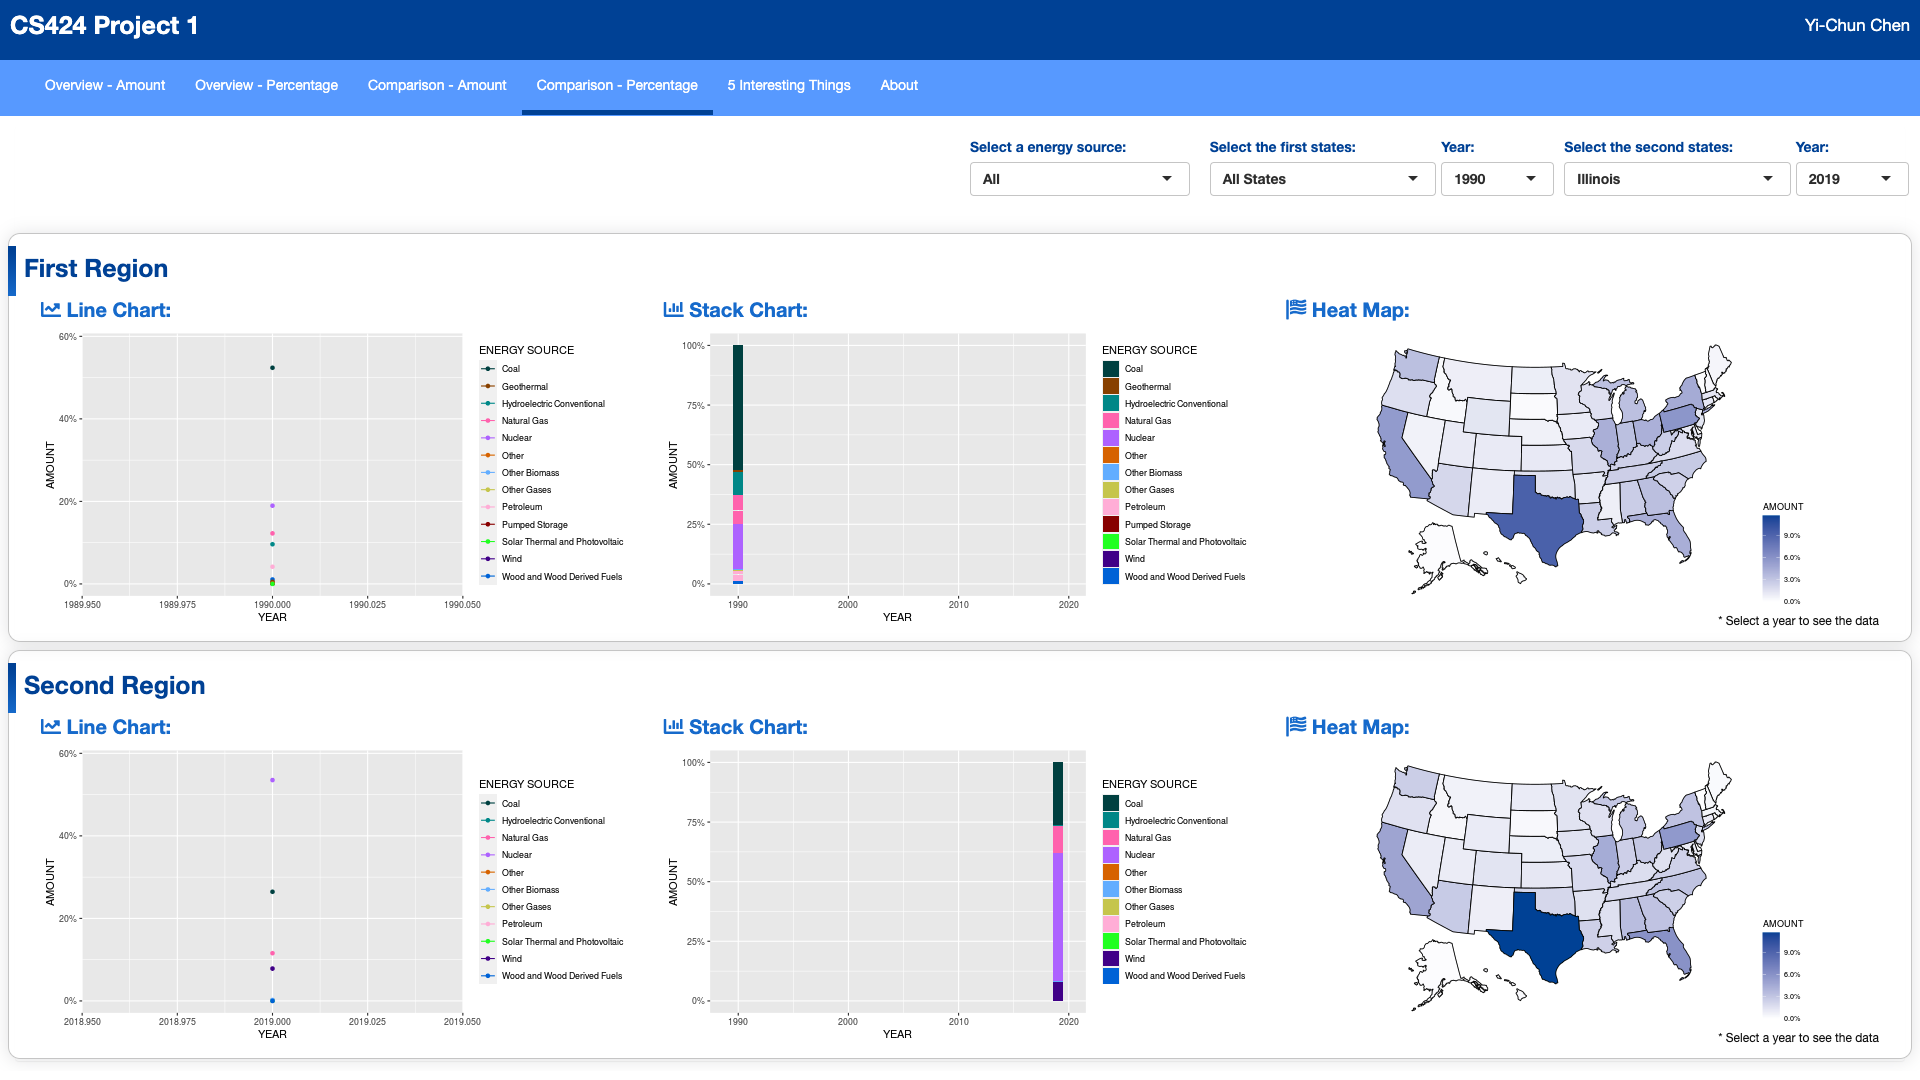 CS424 Project 1
Yi-Chun Chen
Overview - Amount Overview - Percentage Comparison - Amount Comparison - Percentage 5 Interesting Things About
Select a energy source: Select the first states: Year: Select the second states: Year:
All All States 1990 Illinois 2019
First Region
Line Chart:
60%
40%
20%
0%
AMOUNT
1989.950 1989.975 1990.000 1990.025 1990.050
YEAR
ENERGY SOURCE
Coal
Geothermal
Hydroelectric Conventional
Natural Gas
Nuclear
Other
Other Biomass
Other Gases
Petroleum
Pumped Storage
Solar Thermal and Photovoltaic
Wind
Wood and Wood Derived Fuels
Stack Chart:
100%
75%
50%
25%
0%
AMOUNT
1990 2000 2010 2020
YEAR
ENERGY SOURCE
Coal
Geothermal
Hydroelectric Conventional
Natural Gas
Nuclear
Other
Other Biomass
Other Gases
Petroleum
Pumped Storage
Solar Thermal and Photovoltaic
Wind
Wood and Wood Derived Fuels
Heat Map:
AMOUNT
9.0%
6.0%
3.0%
0.0%
* Select a year to see the data
Second Region
Line Chart:
60%
40%
20%
0%
AMOUNT
2018.950 2018.975 2019.000 2019.025 2019.050
YEAR
ENERGY SOURCE
Coal
Hydroelectric Conventional
Natural Gas
Nuclear
Other
Other Biomass
Other Gases
Petroleum
Solar Thermal and Photovoltaic
Wind
Wood and Wood Derived Fuels
Stack Chart:
100%
75%
50%
25%
0%
AMOUNT
1990 2000 2010 2020
YEAR
ENERGY SOURCE
Coal
Hydroelectric Conventional
Natural Gas
Nuclear
Other
Other Biomass
Other Gases
Petroleum
Solar Thermal and Photovoltaic
Wind
Wood and Wood Derived Fuels
Heat Map:
AMOUNT
9.0%
6.0%
3.0%
0.0%
* Select a year to see the data